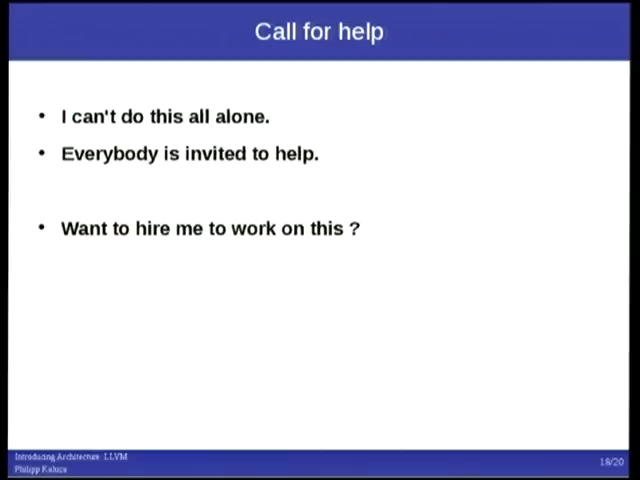 Call for help
• I can't do this all alone.
• Everybody is invited to help.
• Want to hire me to work on this ?
Introducing Architecture LLVM
Philipp Kaluza 18/20